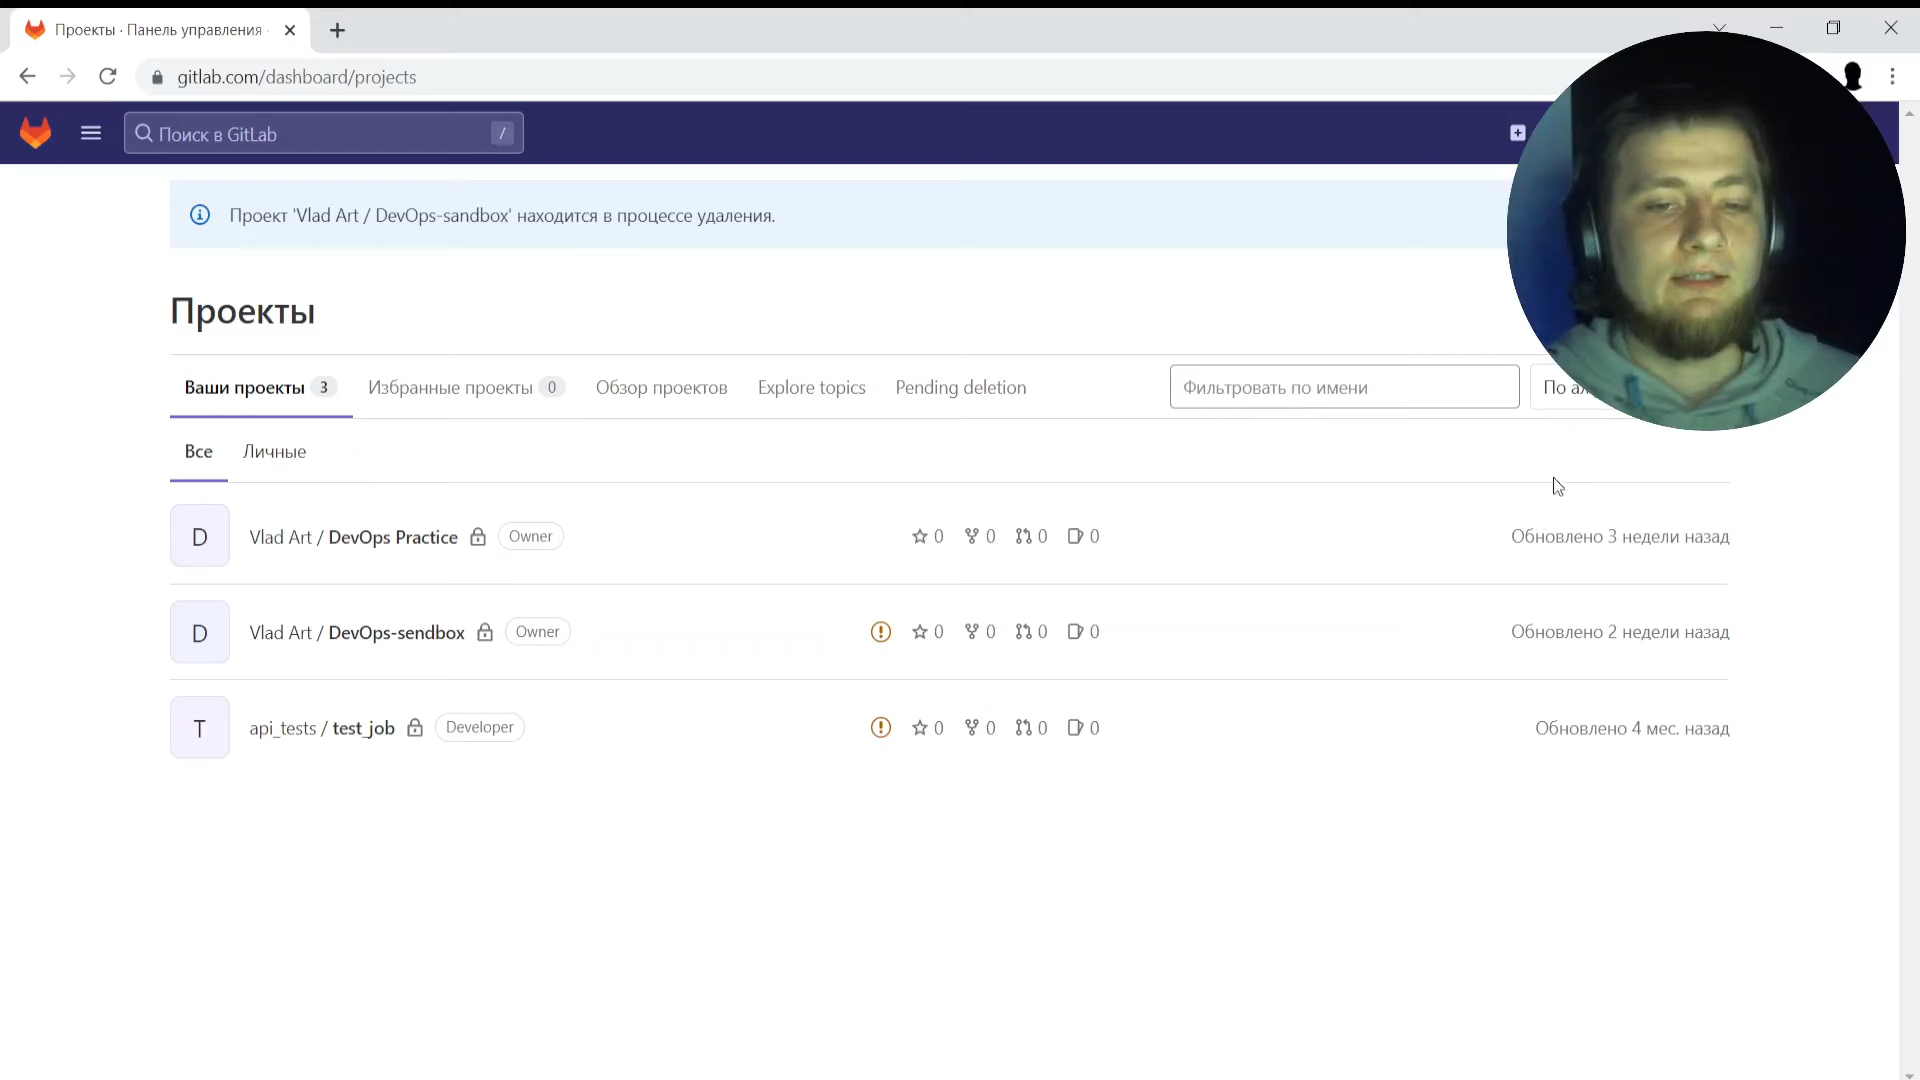 Проекты · Панель управления ·
gitlab.com/dashboard/projects
Поиск в GitLab /
Проект 'Vlad Art / DevOps-sandbox' находится в процессе удаления.
Проекты
Ваши проекты 3 Избранные проекты 0 Обзор проектов Explore topics Pending deletion Фильтровать по имени По
Все Личные
D Vlad Art / DevOps Practice Owner 0 0 0 0 Обновлено 3 недели назад
D Vlad Art / DevOps-sendbox Owner 0 0 0 0 Обновлено 2 недели назад
T api_tests / test_job Developer 0 0 0 0 Обновлено 4 мес. назад